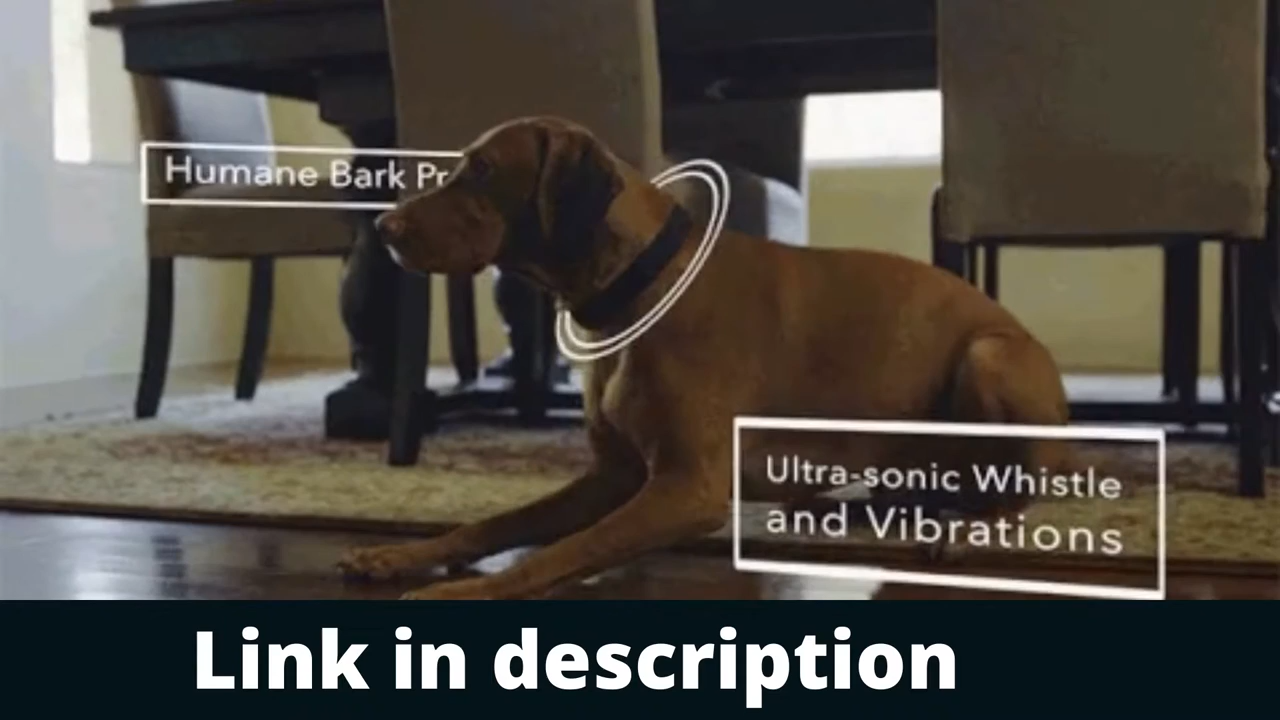 Humane Bark Pr
Ultra-sonic Whistle
and Vibrations
Link in description